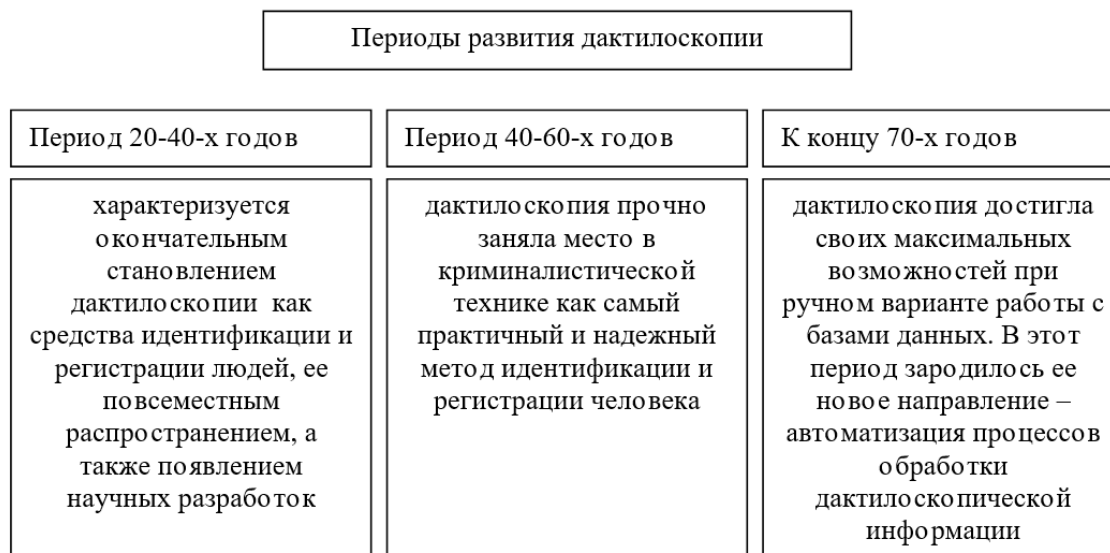 Периоды развития дактилоскопии
Период 20-40-х годов
Период 40-60-х годов
К концу 70-х годов
характеризуется
окончательным
становлением
дактилоскопии как
средства идентификации и
регистрации людей, ее
повсеместным
распространением, а
также появлением
научных разработок
дактилоскопия прочно
заняла место в
криминалистической
технике как самый
практичный и надежный
метод идентификации и
регистрации человека
дактилоскопия достигла
своих максимальных
возможностей при
ручном варианте работы с
базами данных. В этот
период зародилось ее
новое направление –
автоматизация процессов
обработки
дактилоскопической
информации